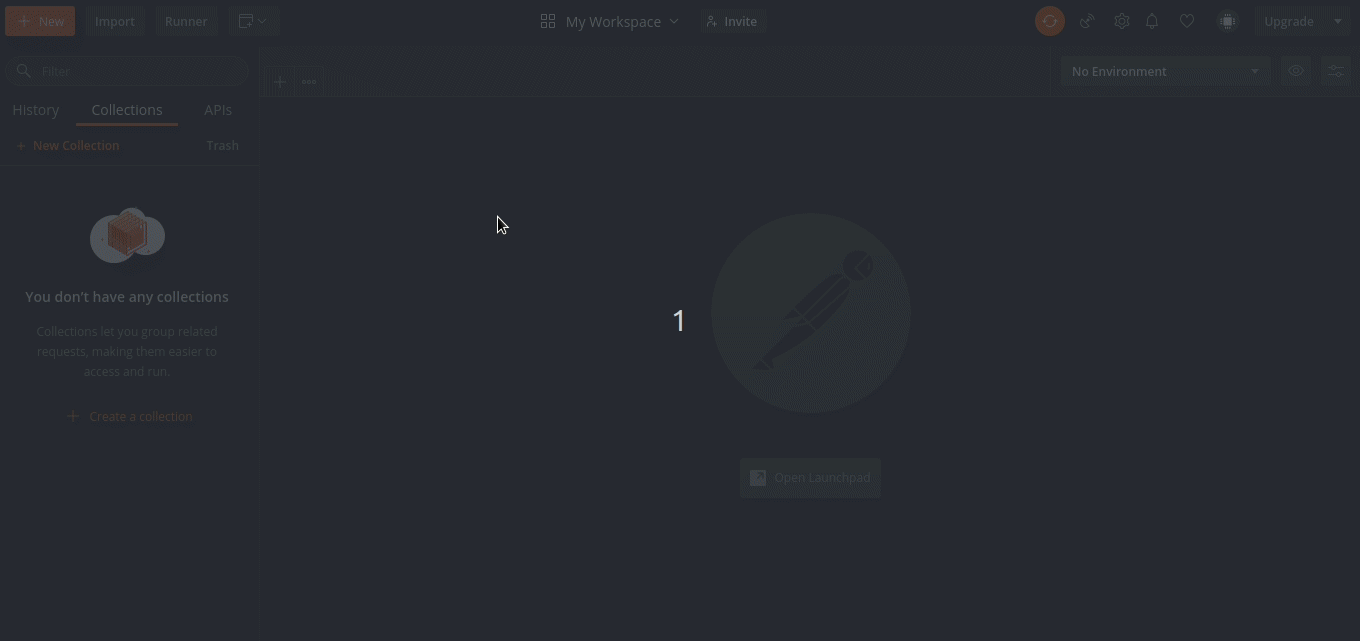 New
Import
Runner
My Workspace
Invite
Upgrade
Filter
No Environment
History
Collections
APIs
New Collection
Trash
You don't have any collections
Collections let you group related
requests, making them easier to
access and run.
Create a collection
1
Open Launchpad